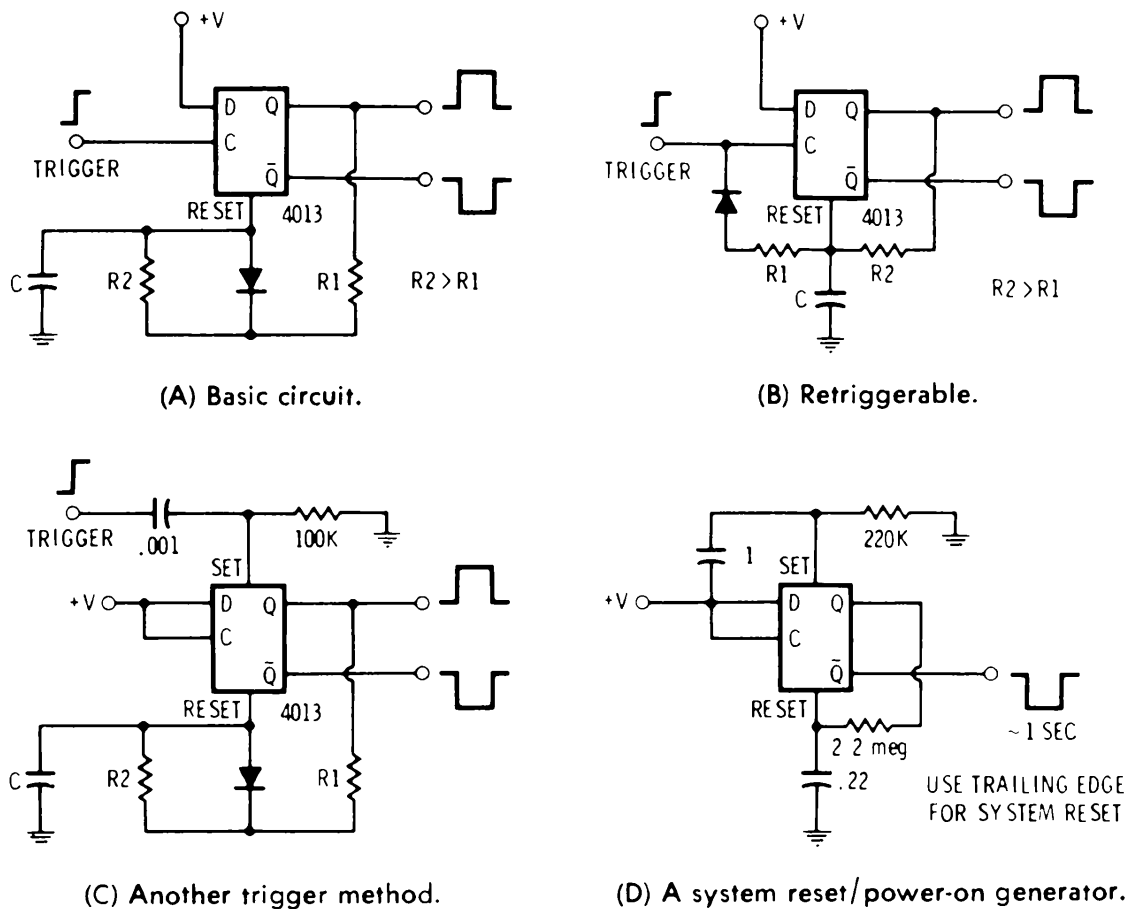 +V
D Q
C
Q̄
TRIGGER
RESET 4013
C R2 R1 R2 > R1
(A) Basic circuit.
+V
D Q
C
Q̄
TRIGGER
RESET 4013
R1 R2
C R2 > R1
(B) Retriggerable.
TRIGGER .001 100K
SET
+V D Q
C
Q̄
RESET 4013
C R2 R1
(C) Another trigger method.
1 220K
SET
+V D Q
C
Q̄
RESET
2 2 meg ~ 1 SEC
.22 USE TRAILING EDGE
FOR SYSTEM RESET
(D) A system reset/power-on generator.